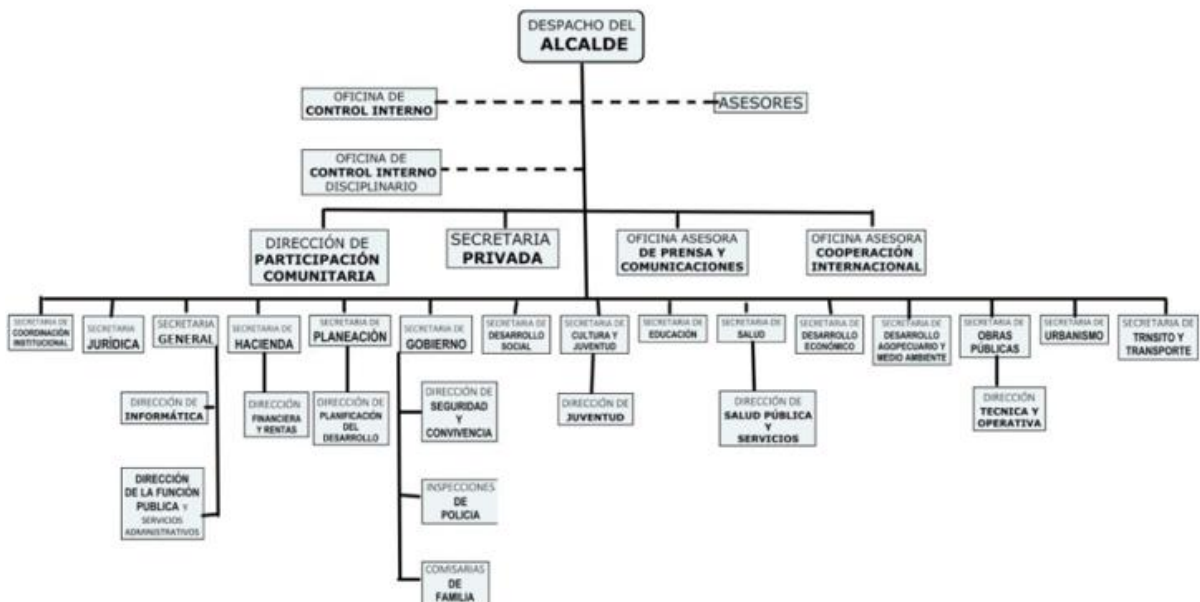 DESPACHO DEL
ALCALDE
OFICINA DE
CONTROL INTERNO
ASESORES
OFICINA DE
CONTROL INTERNO
DISCIPLINARIO
DIRECCIÓN DE
PARTICIPACIÓN
COMUNITARIA
SECRETARIA
PRIVADA
OFICINA ASESORA
DE PRENSA Y
COMUNICACIONES
OFICINA ASESORA
COOPERACIÓN
INTERNACIONAL
SECRETARIA DE
COORDINACIÓN
INSTITUCIONAL
SECRETARIA
JURÍDICA
SECRETARIA
GENERAL
SECRETARIA DE
HACIENDA
SECRETARIA DE
PLANEACIÓN
SECRETARIA DE
GOBIERNO
SECRETARIA DE
DESARROLLO
SOCIAL
SECRETARIA DE
CULTURA Y
JUVENTUD
SECRETARIA DE
EDUCACIÓN
SECRETARIA DE
SALUD
SECRETARIA DE
DESARROLLO
ECONÓMICO
SECRETARIA DE
DESARROLLO
AGOPECUARIO Y
MEDIO AMBIENTE
SECRETARIA DE
OBRAS
PÚBLICAS
SECRETARIA DE
URBANISMO
SECRETARIA DE
TRNSITO Y
TRANSPORTE
DIRECCIÓN DE
INFORMÁTICA
DIRECCIÓN
FINANCIERA
Y RENTAS
DIRECCIÓN DE
PLANIFICACIÓN
DEL
DESARROLLO
DIRECCIÓN DE
SEGURIDAD
Y
CONVIVENCIA
DIRECCIÓN DE
JUVENTUD
DIRECCIÓN DE
SALUD PÚBLICA
Y
SERVICIOS
DIRECCIÓN
TECNICA Y
OPERATIVA
DIRECCIÓN
DE LA FUNCIÓN
PUBLICA Y
SERVICIOS
ADMINISTRATIVOS
INSPECCIONES
DE
POLICIA
COMISARIAS
DE
FAMILIA